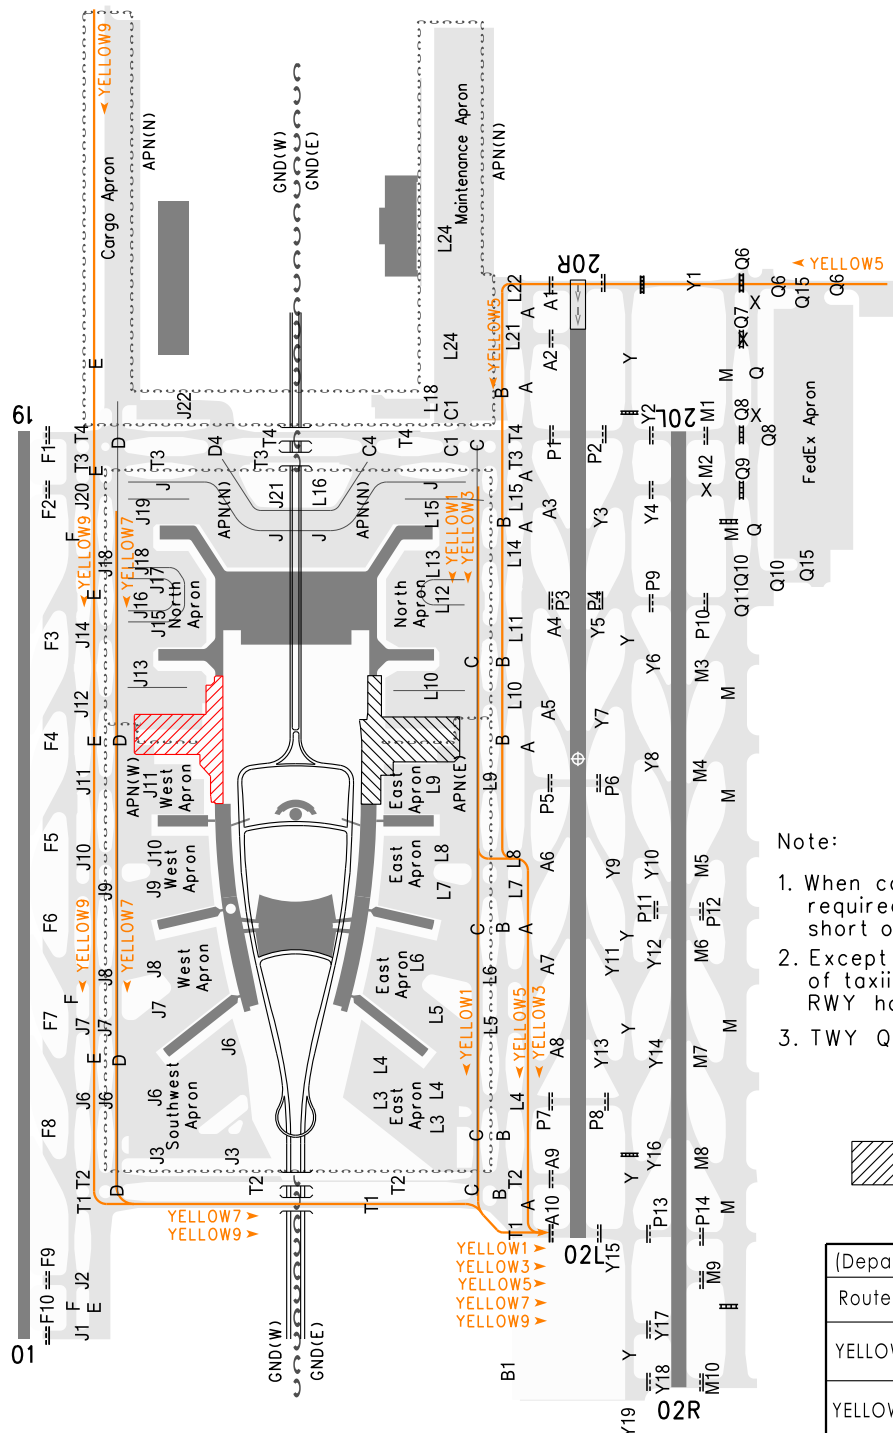 YELLOW9
Cargo Apron
APN(N)
GND(W)
GND(E)
Maintenance Apron
APN(N)
L24
L24
20R
Q6
Y1
Q6
Q15
Q6
YELLOW5
L22
A
A1
X
Q7
X
YELLOW5
L21
A2
E
Y
M
Q
B
A
FedEx Apron
J22
L18
C1
19
Y2
20L
M1
Q8
X
F1
T4
D
D4
T4
C4
T4
C1
C
T4
P1
P2
Q8
T3
E
T3
T3
T3
A
M2
Q9
X
F2
J20
J
J21
L16
J
L15
J19
APN(N)
APN(N)
L15
A3
Y3
Y4
YELLOW1
YELLOW3
B
A
M
Q
F
J
J
YELLOW9
YELLOW7
J18
J18
J17
L13
L14
Q10
Q10
Q15
E
J16
J15
North
Apron
North
Apron
L12
P3
P4
P9
P10
Q11
F3
J14
L11
A4
Y5
Y
C
B
Y6
M3
J13
L10
L10
M
F4
J12
A5
Y7
E
D
B
A
Y8
M4
APN(W)
J11
J11
West
Apron
East
Apron
L9
APN(E)
L9
P5
P6
M
F5
J10
J10
J9
West
Apron
East
Apron
L8
L7
L8
A6
Y9
Y10
M5
Note:
J9
L7
P11
P12
F6
YELLOW9
YELLOW7
C
B
A
Y
J8
J8
West
Apron
East
Apron
L6
L6
A7
Y11
Y12
M6
F
F7
J7
J7
J7
L5
L5
YELLOW1
YELLOW5
YELLOW3
Y
M
E
D
J6
L4
A8
Y13
Y14
M7
J6
J6
J6
Southwest
Apron
L3
East
Apron
L4
L3
L4
P7
P8
F8
C
B
J3
J3
A9
Y
Y16
M8
T2
D
T2
T2
C
B
T2
T1
T1
T1
A
A10
P13
P14
M
YELLOW7
YELLOW9
YELLOW1
YELLOW3
YELLOW5
YELLOW7
YELLOW9
02L
Y15
F9
J2
M9
F10
F
E
J1
01
GND(W)
GND(E)
Y17
Y
B1
Y18
M10
Y19
02R
1. When co
required
short o
2. Except
of taxii
RWY ho
3. TWY Q
(Depa
Route
YELLOW
YELLOW